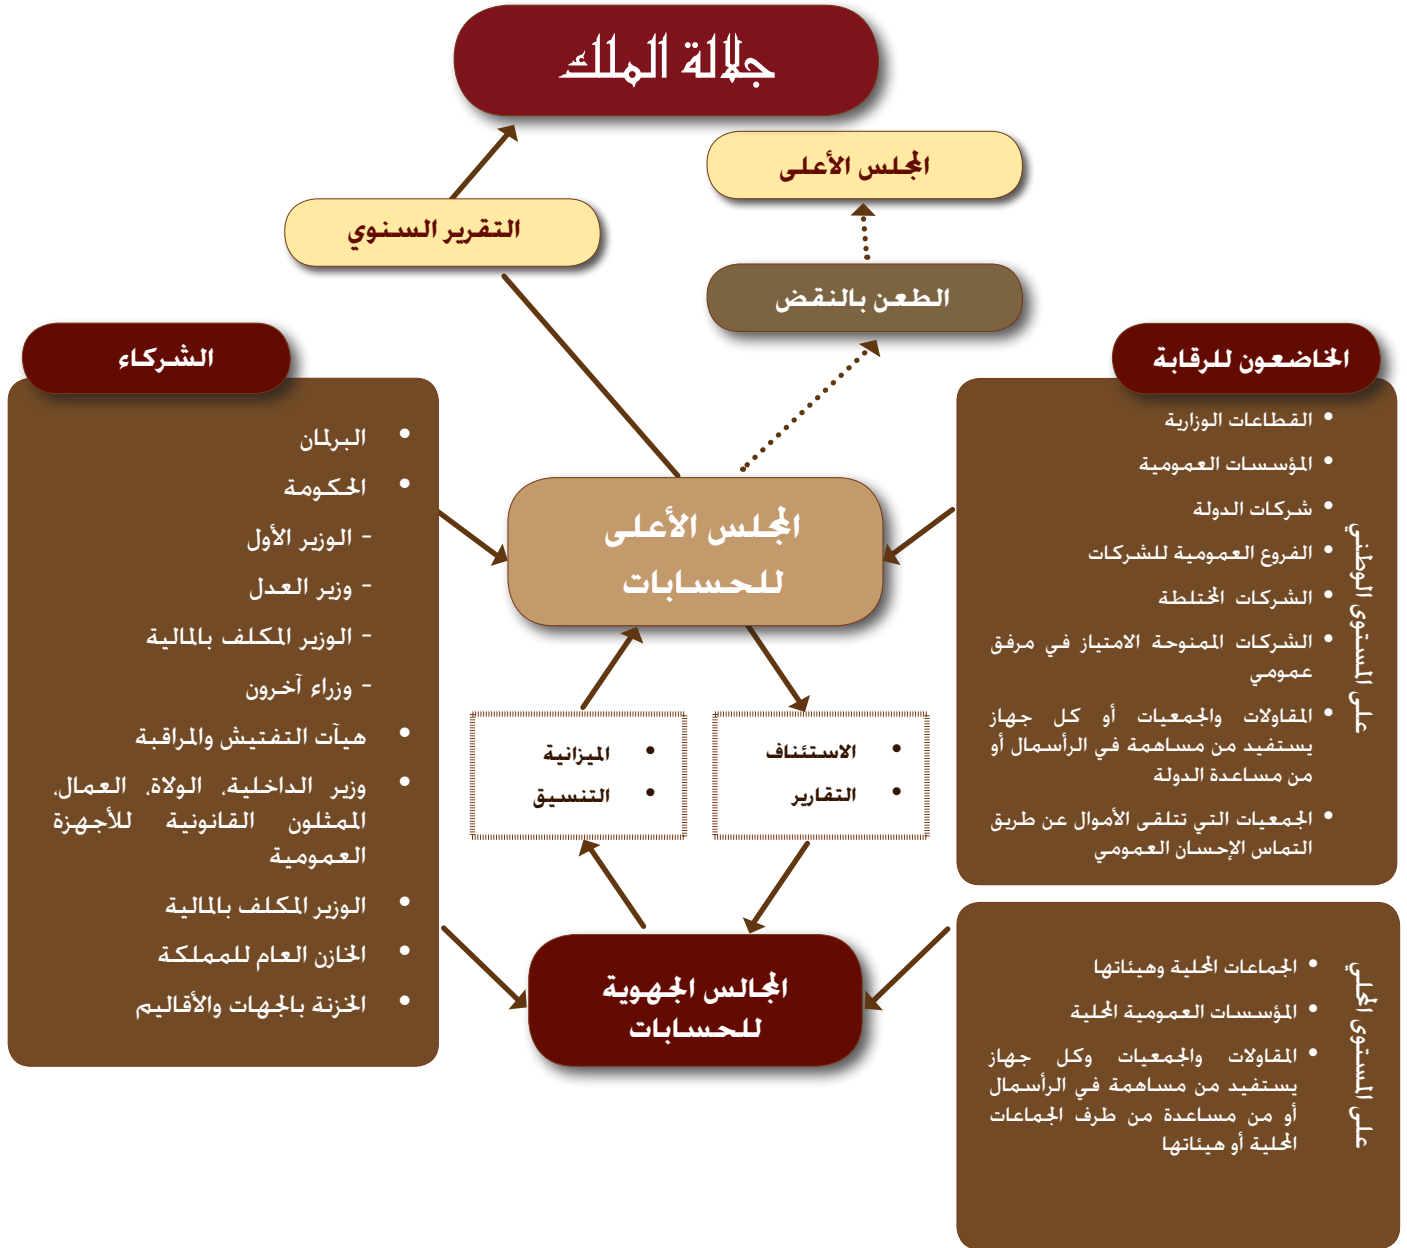 جلالة الملك
المجلس الأعلى
التقرير السنوي
الطعن بالنقض
الخاضعون للرقابة
• القطاعات الوزارية
• المؤسسات العمومية
• شركات الدولة
• الفروع العمومية للشركات
• الشركات المختلطة
• الشركات الممنوحة الامتياز في مرفق
عمومي
• المقاولات والجمعيات أو كل جهاز
يستفيد من مساهمة في الرأسمال أو
من مساعدة الدولة
• الجمعيات التي تتلقى الأموال عن طريق
التماس الإحسان العمومي
على المستوى الوطني
• الجماعات المحلية وهيئاتها
• المؤسسات العمومية المحلية
• المقاولات والجمعيات وكل جهاز
يستفيد من مساهمة في الرأسمال
أو من مساعدة من طرف الجماعات
المحلية أو هيئاتها
على المستوى المحلي
المجلس الأعلى
للحسابات
• الاستئناف
• التقارير
• الميزانية
• التنسيق
المجالس الجهوية
للحسابات
الشركاء
• البرلمان
• الحكومة
- الوزير الأول
- وزير العدل
- الوزير المكلف بالمالية
- وزراء آخرون
• هيآت التفتيش والمراقبة
• وزير الداخلية، الولاة، العمال،
الممثلون القانونية للأجهزة
العمومية
• الوزير المكلف بالمالية
• الخازن العام للمملكة
• الخزنة بالجهات والأقاليم